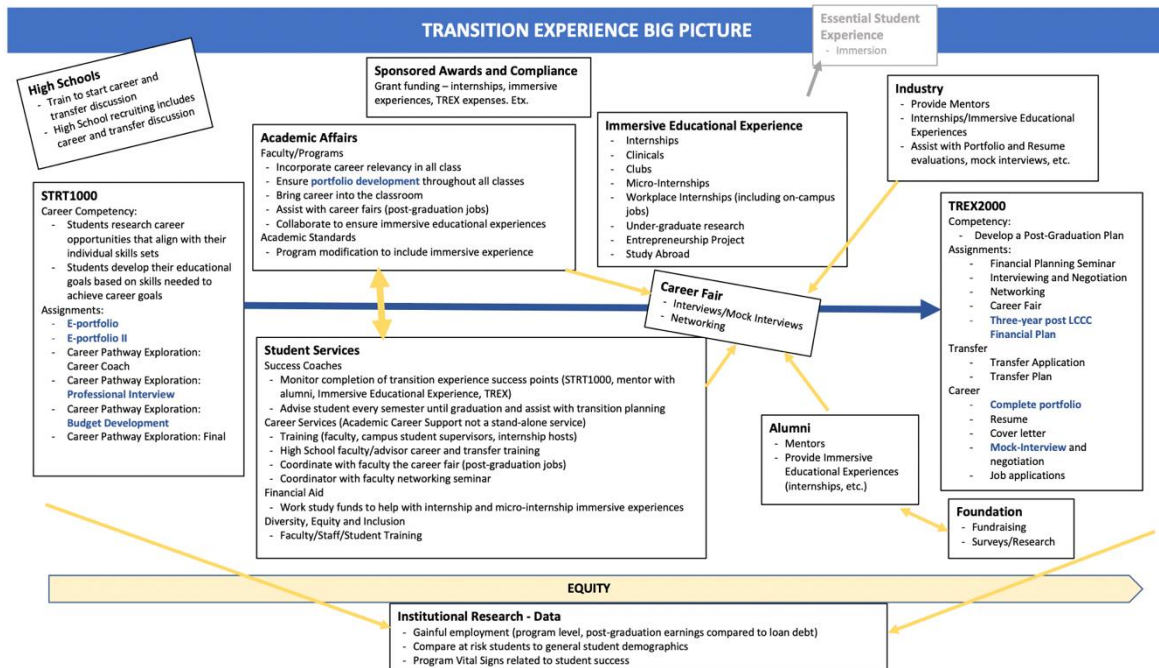 TRANSITION EXPERIENCE BIG PICTURE
Essential Student
Experience
- Immersion
High Schools
- Train to start career and
transfer discussion
- High School recruiting includes
career and transfer discussion
Sponsored Awards and Compliance
Grant funding – internships, immersive
experiences, TREX expenses. Etx.
Industry
- Provide Mentors
- Internships/Immersive Educational
Experiences
- Assist with Portfolio and Resume
evaluations, mock interviews, etc.
Academic Affairs
Faculty/Programs
- Incorporate career relevancy in all class
- Ensure portfolio development throughout all classes
- Bring career into the classroom
- Assist with career fairs (post-graduation jobs)
- Collaborate to ensure immersive educational experiences
Academic Standards
- Program modification to include immersive experience
Immersive Educational Experience
- Internships
- Clinicals
- Clubs
- Micro-Internships
- Workplace Internships (including on-campus
jobs)
- Under-graduate research
- Entrepreneurship Project
- Study Abroad
STRT1000
Career Competency:
- Students research career
opportunities that align with their
individual skills sets
- Students develop their educational
goals based on skills needed to
achieve career goals
Assignments:
- E-portfolio
- E-portfolio II
- Career Pathway Exploration:
Career Coach
- Career Pathway Exploration:
Professional Interview
- Career Pathway Exploration:
Budget Development
- Career Pathway Exploration: Final
Career Fair
- Interviews/Mock Interviews
- Networking
TREX2000
Competency:
- Develop a Post-Graduation Plan
Assignments:
- Financial Planning Seminar
- Interviewing and Negotiation
- Networking
- Career Fair
- Three-year post LCCC
Financial Plan
Transfer
- Transfer Application
- Transfer Plan
Career
- Complete portfolio
- Resume
- Cover letter
- Mock-Interview and
negotiation
- Job applications
Student Services
Success Coaches
- Monitor completion of transition experience success points (STRT1000, mentor with
alumni, Immersive Educational Experience, TREX)
- Advise student every semester until graduation and assist with transition planning
Career Services (Academic Career Support not a stand-alone service)
- Training (faculty, campus student supervisors, internship hosts)
- High School faculty/advisor career and transfer training
- Coordinate with faculty the career fair (post-graduation jobs)
- Coordinator with faculty networking seminar
Financial Aid
- Work study funds to help with internship and micro-internship immersive experiences
Diversity, Equity and Inclusion
- Faculty/Staff/Student Training
Alumni
- Mentors
- Provide Immersive
Educational Experiences
(internships, etc.)
Foundation
- Fundraising
- Surveys/Research
EQUITY
Institutional Research - Data
- Gainful employment (program level, post-graduation earnings compared to loan debt)
- Compare at risk students to general student demographics
- Program Vital Signs related to student success